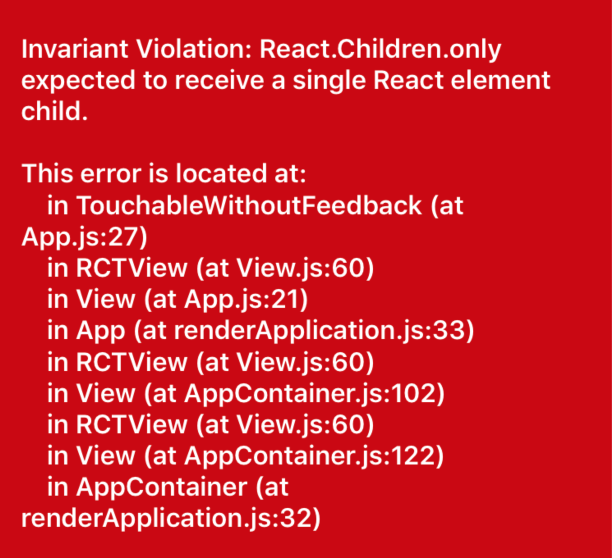 Invariant Violation: React.Children.only
expected to receive a single React element
child.
This error is located at:
in TouchableWithoutFeedback (at
App.js:27)
in RCTView (at View.js:60)
in View (at App.js:21)
in App (at renderApplication.js:33)
in RCTView (at View.js:60)
in View (at AppContainer.js:102)
in RCTView (at View.js:60)
in View (at AppContainer.js:122)
in AppContainer (at
renderApplication.js:32)